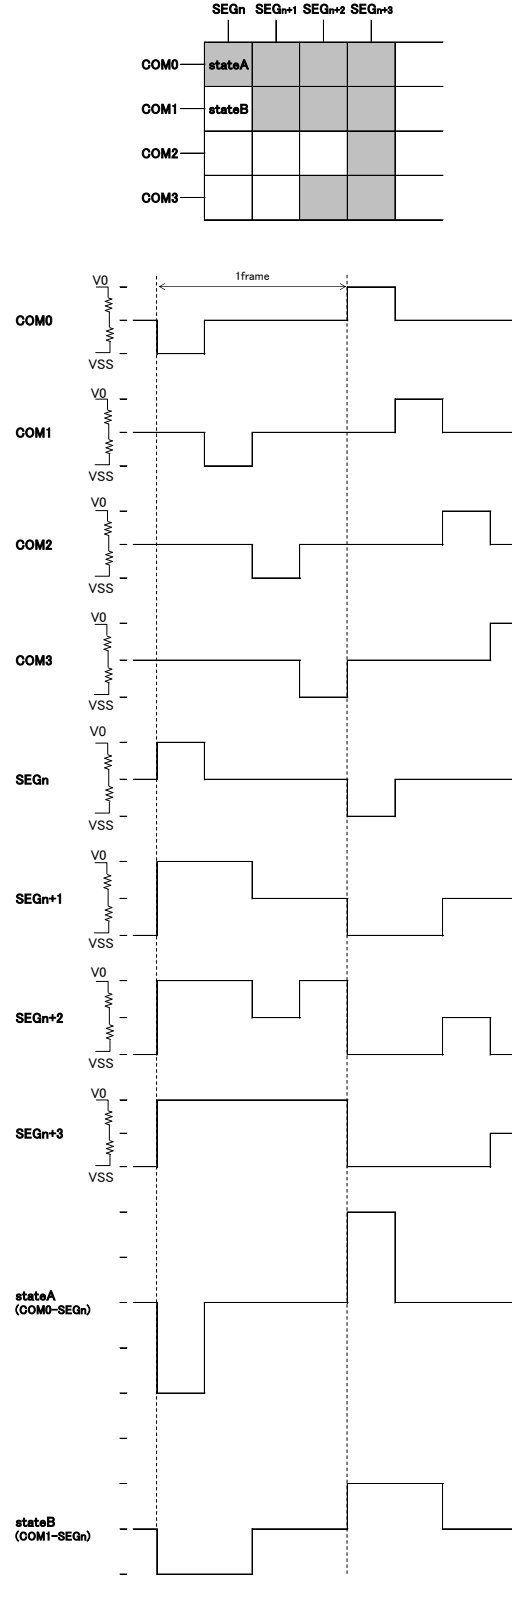 SEGn SEGn+1 SEGn+2 SEGn+3
COM0 stateA
COM1 stateB
COM2
COM3
1frame
V0
COM0
VSS
V0
COM1
VSS
V0
COM2
VSS
V0
COM3
VSS
V0
SEGn
VSS
V0
SEGn+1
VSS
V0
SEGn+2
VSS
V0
SEGn+3
VSS
stateA
(COM0-SEGn)
stateB
(COM1-SEGn)